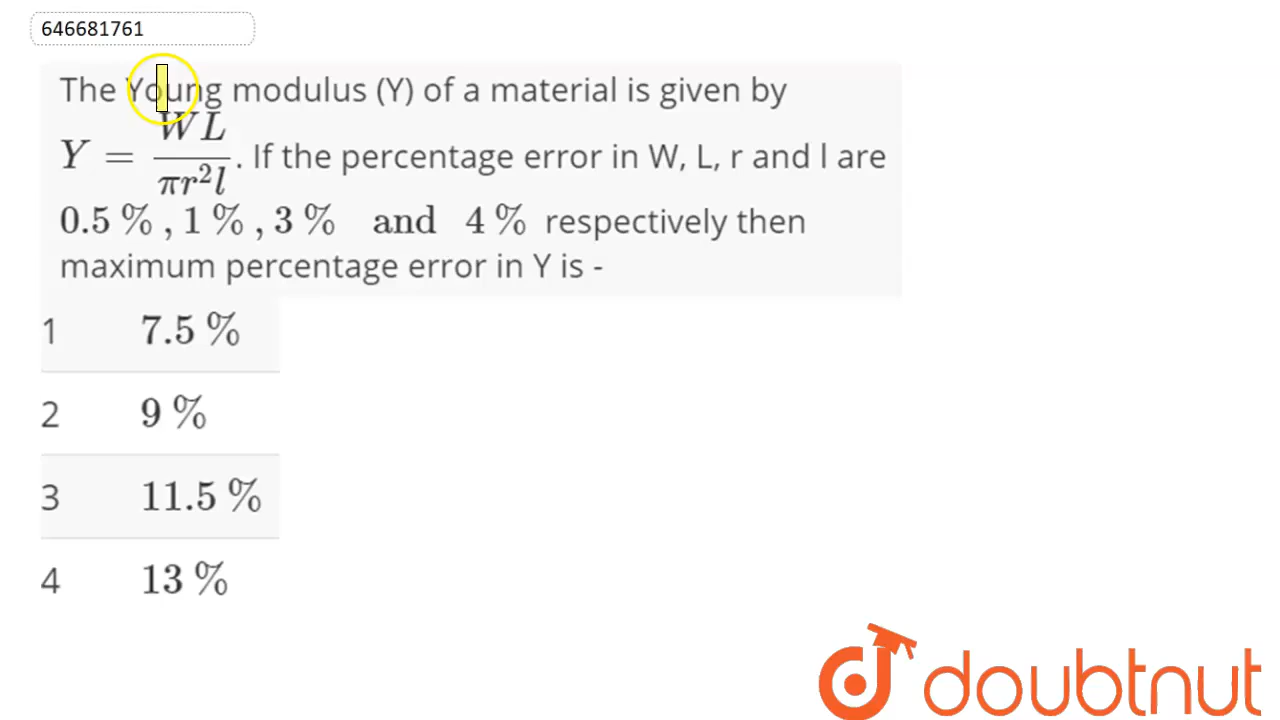 646681761
The Young modulus (Y) of a material is given by
Y = WL / πr²l . If the percentage error in W, L, r and l are
0.5 % , 1 % , 3 % and 4 % respectively then
maximum percentage error in Y is -
1 7.5 %
2 9 %
3 11.5 %
4 13 %
doubtnut